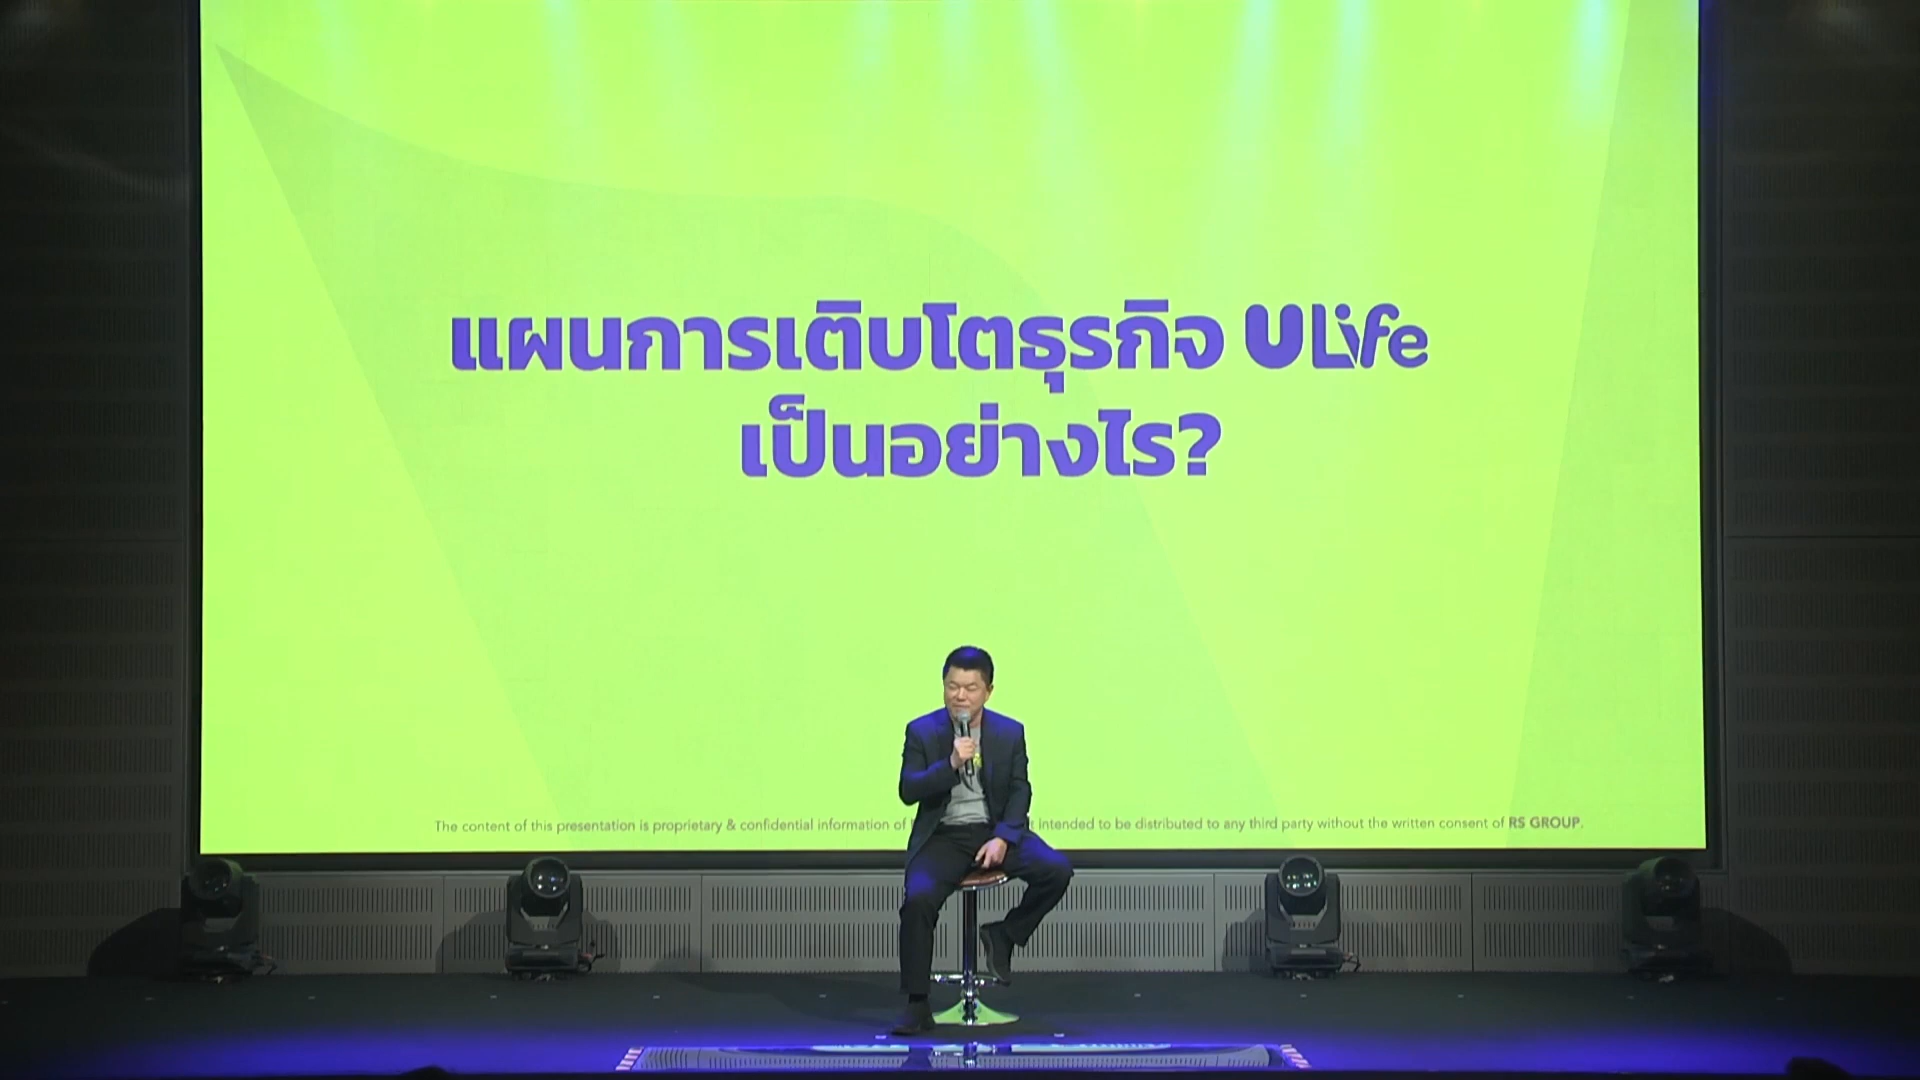 แผนการเติบโตธุรกิจ ULife
เป็นอย่างไร?
The content of this presentation is proprietary & confidential information of intended to be distributed to any third party without the written consent of RS GROUP.